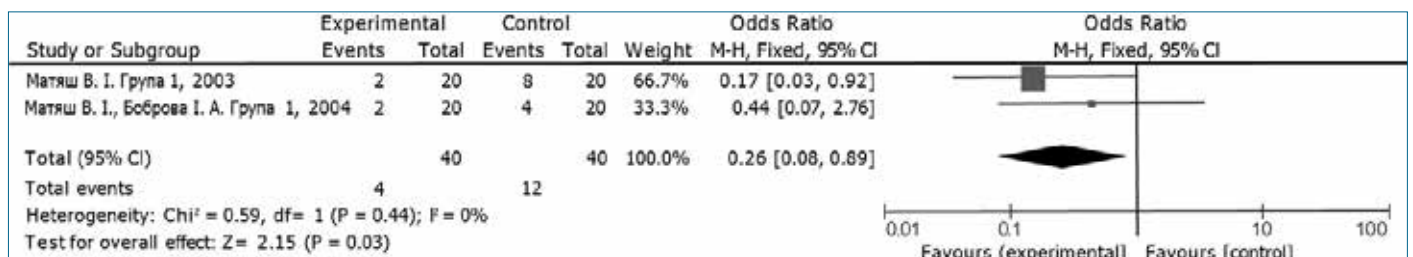 Experimental Control Odds Ratio Odds Ratio
Study or Subgroup Events Total Events Total Weight M-H, Fixed, 95% CI M-H, Fixed, 95% CI
Матяш В. І. Група 1, 2003 2 20 8 20 66.7% 0.17 [0.03, 0.92]
Матяш В. І., Боброва І. А. Група 1, 2004 2 20 4 20 33.3% 0.44 [0.07, 2.76]
Total (95% CI) 40 40 100.0% 0.26 [0.08, 0.89]
Total events 4 12
Heterogeneity: Chi² = 0.59, df= 1 (P = 0.44); I² = 0%
Test for overall effect: Z= 2.15 (P = 0.03)
0.01 0.1 1 10 100
Favours (experimental] Favours [control]